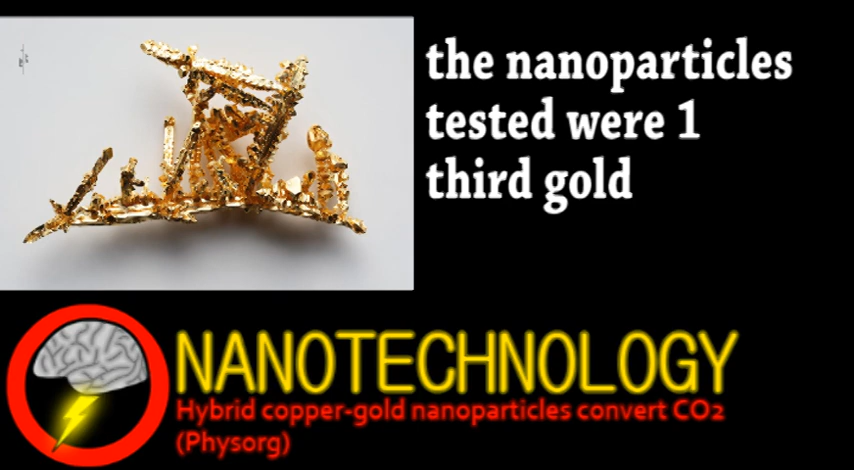 the nanoparticles
tested were 1
third gold
NANOTECHNOLOGY
Hybrid copper-gold nanoparticles convert CO2
(Physorg)